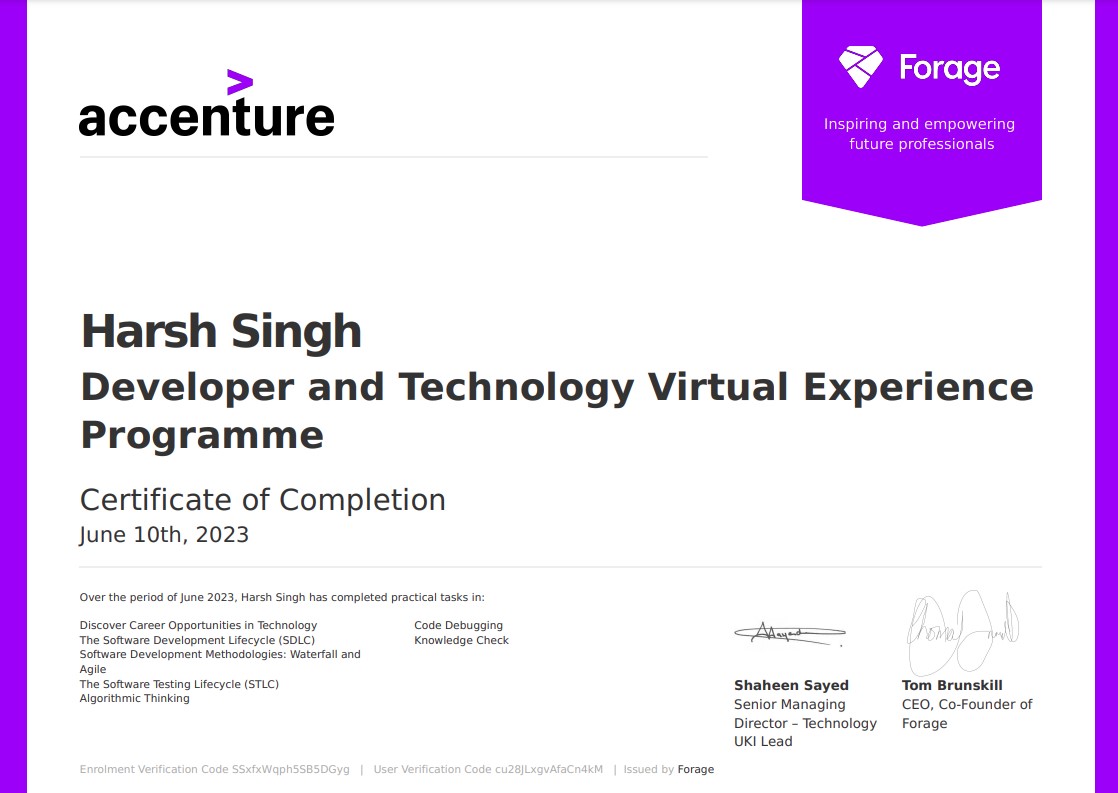 accenture
Forage
Inspiring and empowering
future professionals
Harsh Singh
Developer and Technology Virtual Experience
Programme
Certificate of Completion
June 10th, 2023
Over the period of June 2023, Harsh Singh has completed practical tasks in:
Discover Career Opportunities in Technology
The Software Development Lifecycle (SDLC)
Software Development Methodologies: Waterfall and
Agile
The Software Testing Lifecycle (STLC)
Algorithmic Thinking
Code Debugging
Knowledge Check
Shaheen Sayed
Senior Managing
Director – Technology
UKI Lead
Tom Brunskill
CEO, Co-Founder of
Forage
Enrolment Verification Code SSxfxWqph5SB5DGyg | User Verification Code cu28JLxgvAfaCn4kM | Issued by Forage